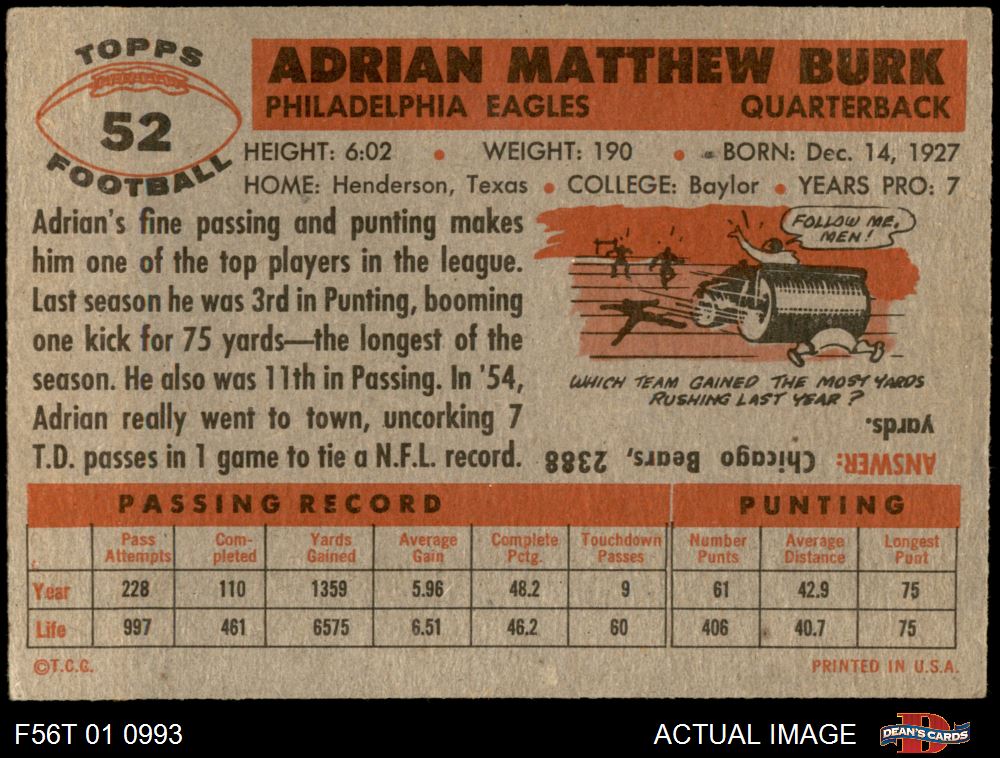 TOPPS
52
FOOTBALL
ADRIAN MATTHEW BURK
PHILADELPHIA EAGLES QUARTERBACK
HEIGHT: 6:02 • WEIGHT: 190 • BORN: Dec. 14, 1927
HOME: Henderson, Texas • COLLEGE: Baylor • YEARS PRO: 7
Adrian's fine passing and punting makes
him one of the top players in the league.
Last season he was 3rd in Punting, booming
one kick for 75 yards—the longest of the
season. He also was 11th in Passing. In '54,
Adrian really went to town, uncorking 7
T.D. passes in 1 game to tie a N.F.L. record.
FOLLOW ME,
MEN!
WHICH TEAM GAINED THE MOST YARDS
RUSHING LAST YEAR?
ANSWER: Chicago Bears, 2388
yards.
PASSING RECORD PUNTING
Pass Com- Yards Average Complete Touchdown Number Average Longest
Attempts pleted Gained Gain Pctg. Passes Punts Distance Punt
Year 228 110 1359 5.96 48.2 9 61 42.9 75
Life 997 461 6575 6.51 46.2 60 406 40.7 75
©T.C.G. PRINTED IN U.S.A.
F56T 01 0993 ACTUAL IMAGE DEAN'S CARDS